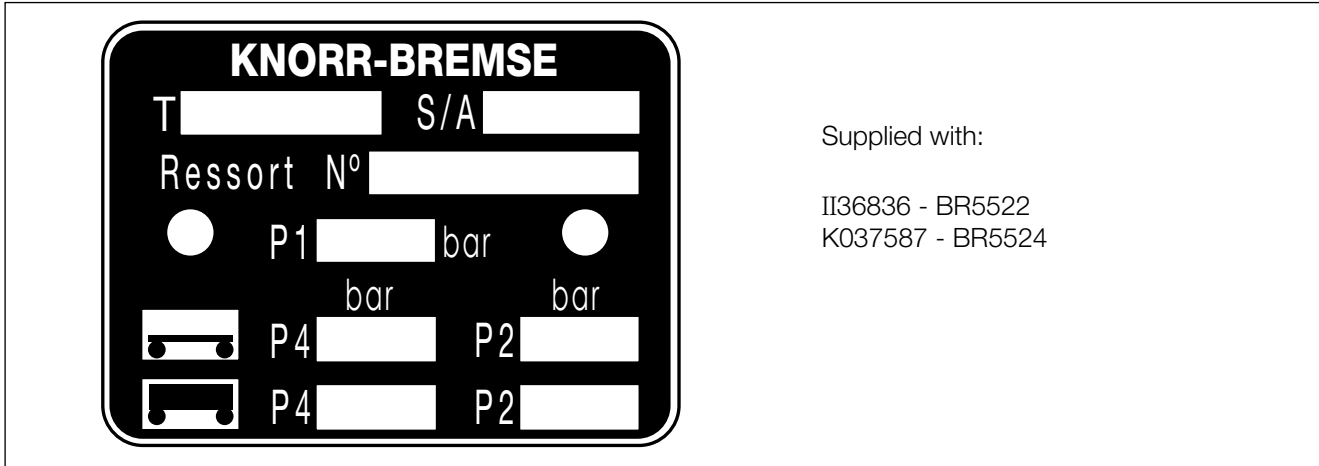 KNORR-BREMSE
T S/A
Ressort Nº
P1 bar
bar bar
P4 P2
P4 P2
Supplied with:
II36836 - BR5522
K037587 - BR5524